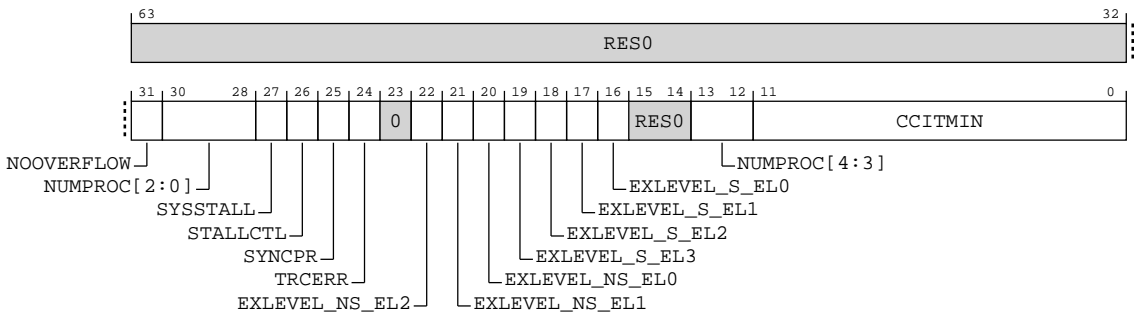 63 32
RES0
31 30 28 27 26 25 24 23 22 21 20 19 18 17 16 15 14 13 12 11 0
0 RES0 CCITMIN
NOOVERFLOW NUMPROC[4:3]
NUMPROC[2:0] EXLEVEL_S_EL0
SYSSTALL EXLEVEL_S_EL1
STALLCTL EXLEVEL_S_EL2
SYNCPR EXLEVEL_S_EL3
TRCERR EXLEVEL_NS_EL0
EXLEVEL_NS_EL2 EXLEVEL_NS_EL1